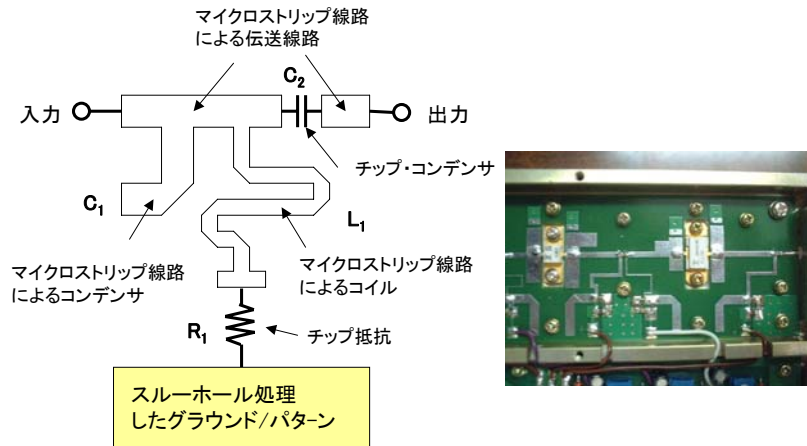 マイクロストリップ線路
による伝送線路
C2
入力
出力
チップ・コンデンサ
C1
L1
マイクロストリップ線路
によるコンデンサ
マイクロストリップ線路
によるコイル
R1
チップ抵抗
スルーホール処理
したグラウンド/パターン